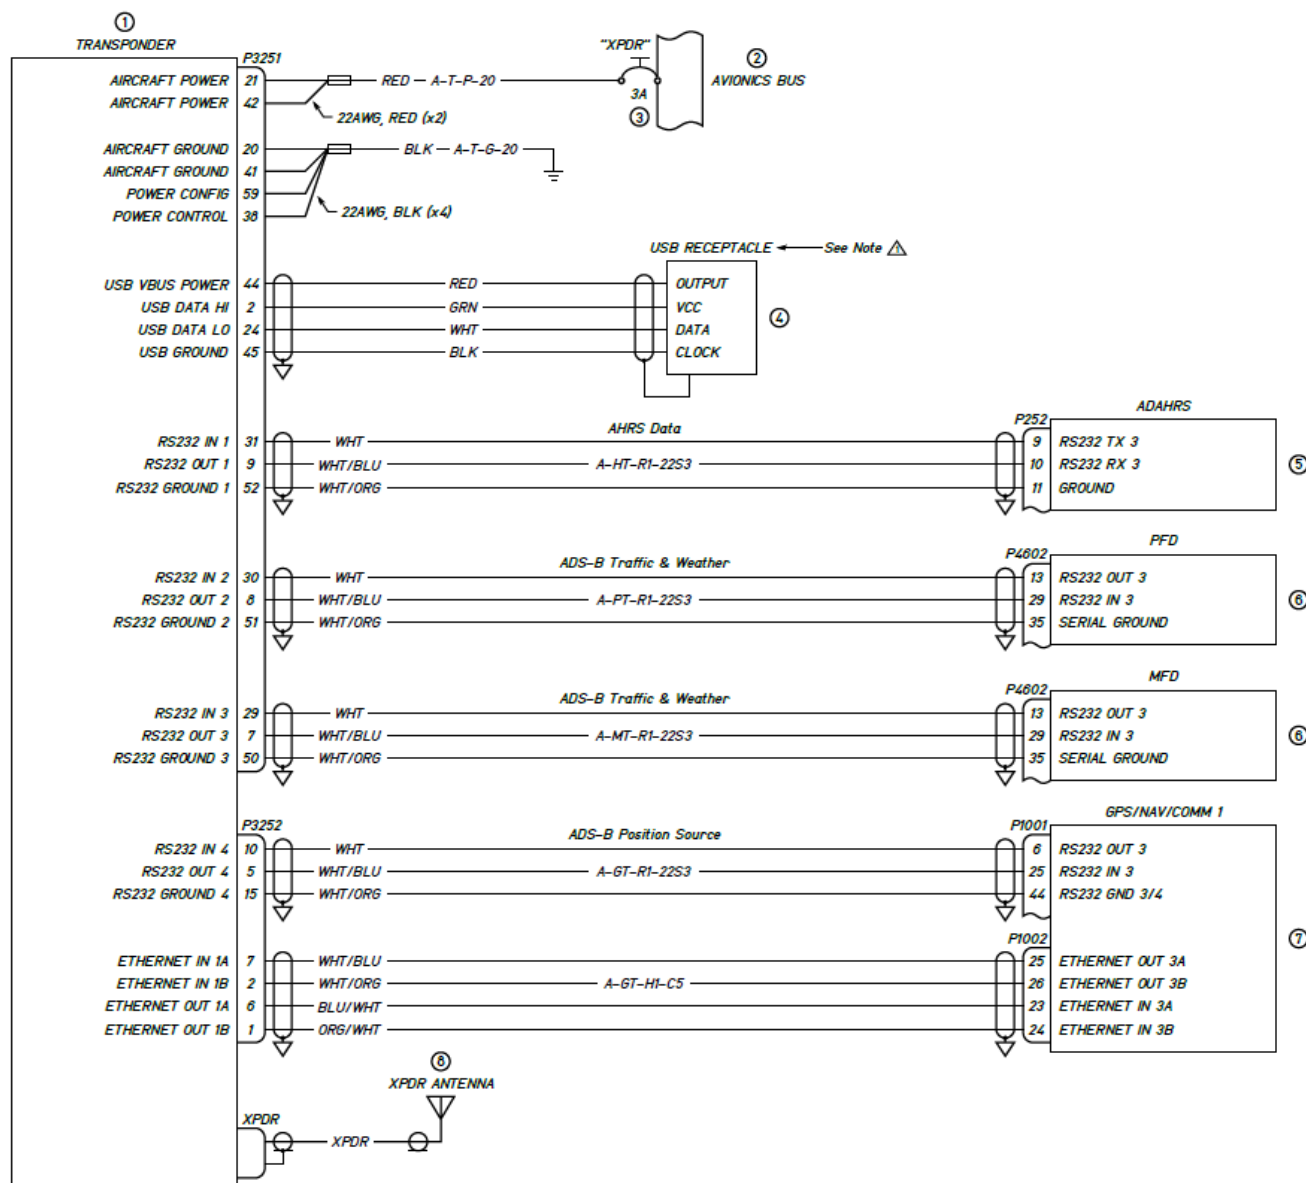 ①
TRANSPONDER
P3251
"XPDR"
②
AVIONICS BUS
AIRCRAFT POWER 21 RED A-T-P-20
3A
③
AIRCRAFT POWER 42
22AWG, RED (x2)
AIRCRAFT GROUND 20 BLK A-T-G-20
AIRCRAFT GROUND 41
POWER CONFIG 59
POWER CONTROL 38
22AWG, BLK (x4)
USB RECEPTACLE See Note 1
USB VBUS POWER 44 RED OUTPUT
USB DATA HI 2 GRN VCC
④
USB DATA LO 24 WHT DATA
USB GROUND 45 BLK CLOCK
ADAHRS
P252
AHRS Data
RS232 IN 1 31 WHT 9 RS232 TX 3
RS232 OUT 1 9 WHT/BLU A-HT-R1-22S3 10 RS232 RX 3
⑤
RS232 GROUND 1 52 WHT/ORG 11 GROUND
PFD
P4602
ADS-B Traffic & Weather
RS232 IN 2 30 WHT 13 RS232 OUT 3
RS232 OUT 2 8 WHT/BLU A-PT-R1-22S3 29 RS232 IN 3
⑥
RS232 GROUND 2 51 WHT/ORG 35 SERIAL GROUND
MFD
P4602
ADS-B Traffic & Weather
RS232 IN 3 29 WHT 13 RS232 OUT 3
RS232 OUT 3 7 WHT/BLU A-MT-R1-22S3 29 RS232 IN 3
⑥
RS232 GROUND 3 50 WHT/ORG 35 SERIAL GROUND
GPS/NAV/COMM 1
P3252
P1001
ADS-B Position Source
RS232 IN 4 10 WHT 6 RS232 OUT 3
RS232 OUT 4 5 WHT/BLU A-GT-R1-22S3 25 RS232 IN 3
RS232 GROUND 4 15 WHT/ORG 44 RS232 GND 3/4
P1002
⑦
ETHERNET IN 1A 7 WHT/BLU 25 ETHERNET OUT 3A
ETHERNET IN 1B 2 WHT/ORG A-GT-H1-C5 26 ETHERNET OUT 3B
ETHERNET OUT 1A 6 BLU/WHT 23 ETHERNET IN 3A
ETHERNET OUT 1B 1 ORG/WHT 24 ETHERNET IN 3B
⑧
XPDR ANTENNA
XPDR
XPDR